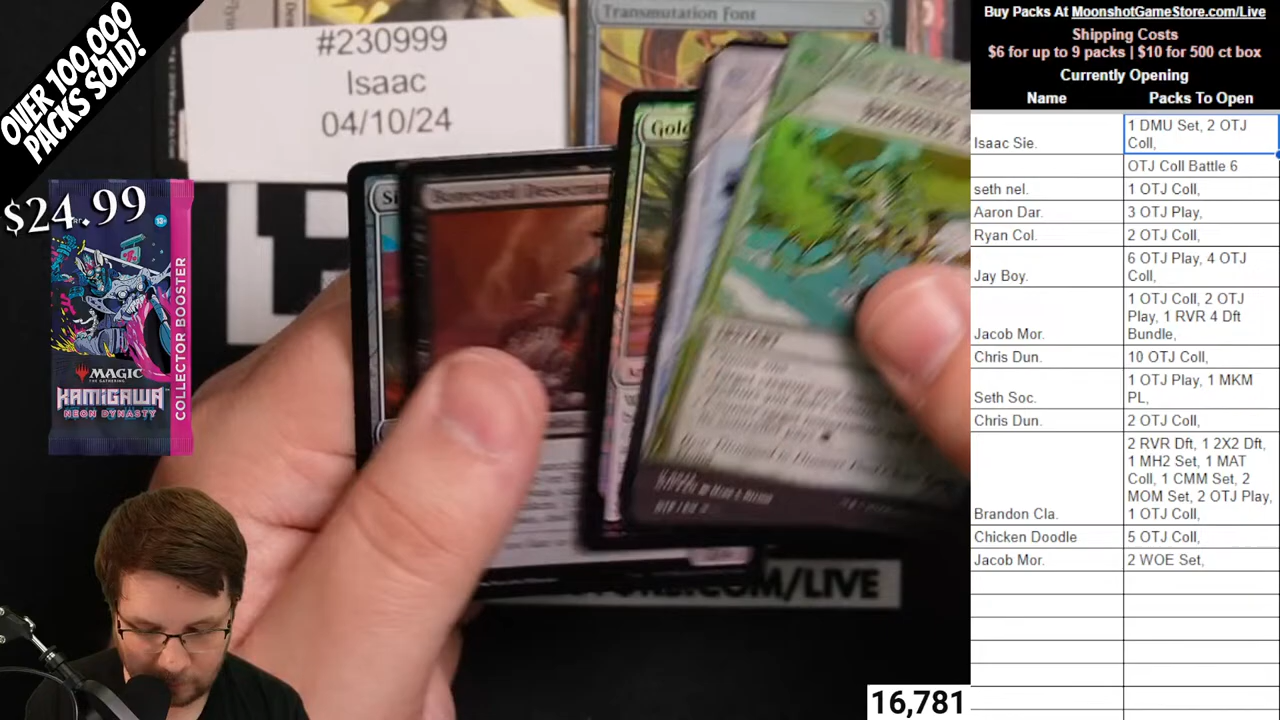 OVER 100,000
PACKS SOLD!
$24.99
MAGIC
THE GATHERING
KAMIGAWA
NEON DYNASTY
COLLECTOR BOOSTER
#230999
Isaac
04/10/24
Transmutation Font
5
Boneyard Desecrat
Gold
Si
INSTANT
.COM/LIVE
16,781
Buy Packs At MoonshotGameStore.com/Live
Shipping Costs
$6 for up to 9 packs | $10 for 500 ct box
Currently Opening
Name Packs To Open
Isaac Sie. 1 DMU Set, 2 OTJ
Coll,
OTJ Coll Battle 6
seth nel. 1 OTJ Coll,
Aaron Dar. 3 OTJ Play,
Ryan Col. 2 OTJ Coll,
Jay Boy. 6 OTJ Play, 4 OTJ
Coll,
Jacob Mor. 1 OTJ Coll, 2 OTJ
Play, 1 RVR 4 Dft
Bundle,
Chris Dun. 10 OTJ Coll,
Seth Soc. 1 OTJ Play, 1 MKM
PL,
Chris Dun. 2 OTJ Coll,
Brandon Cla. 2 RVR Dft, 1 2X2 Dft,
1 MH2 Set, 1 MAT
Coll, 1 CMM Set, 2
MOM Set, 2 OTJ Play,
1 OTJ Coll,
Chicken Doodle 5 OTJ Coll,
Jacob Mor. 2 WOE Set,